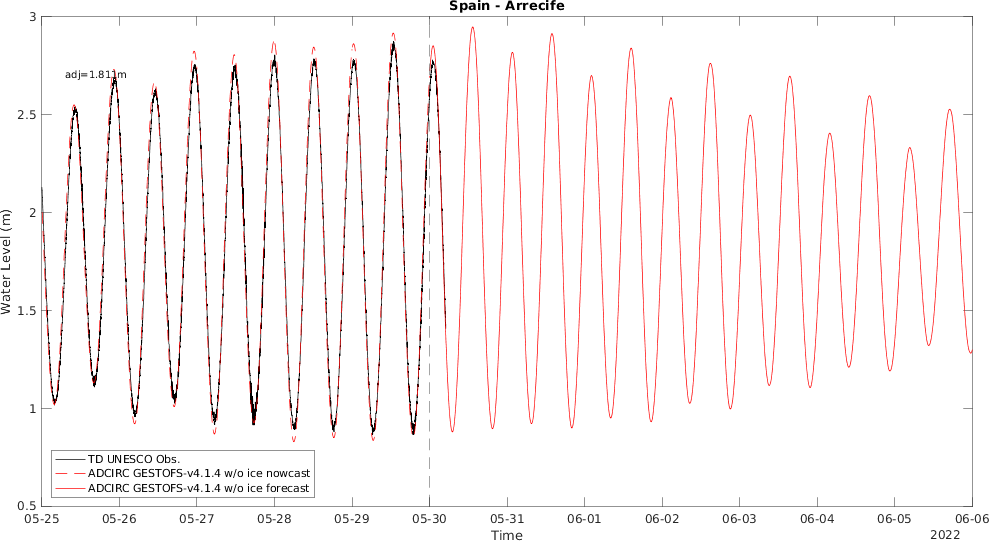 Spain - Arrecife
adj=1.811m
3
2.5
2
1.5
1
0.5
Water Level (m)
TD UNESCO Obs.
ADCIRC GESTOFS-v4.1.4 w/o ice nowcast
ADCIRC GESTOFS-v4.1.4 w/o ice forecast
05-25 05-26 05-27 05-28 05-29 05-30 05-31 06-01 06-02 06-03 06-04 06-05 06-06
Time
2022